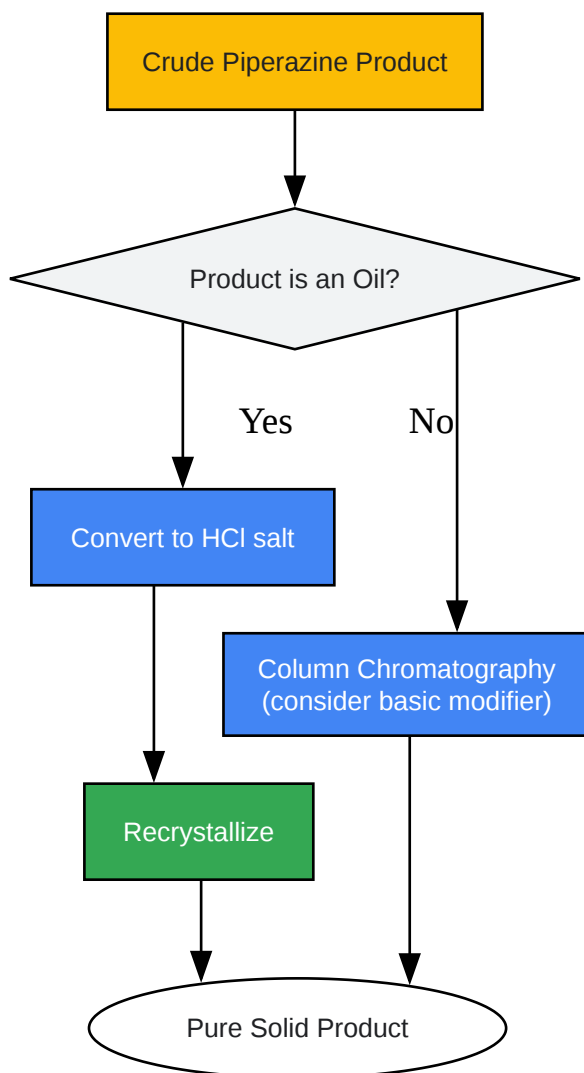 Crude Piperazine Product
Product is an Oil?
Yes
No
Convert to HCl salt
Column Chromatography
(consider basic modifier)
Recrystallize
Pure Solid Product